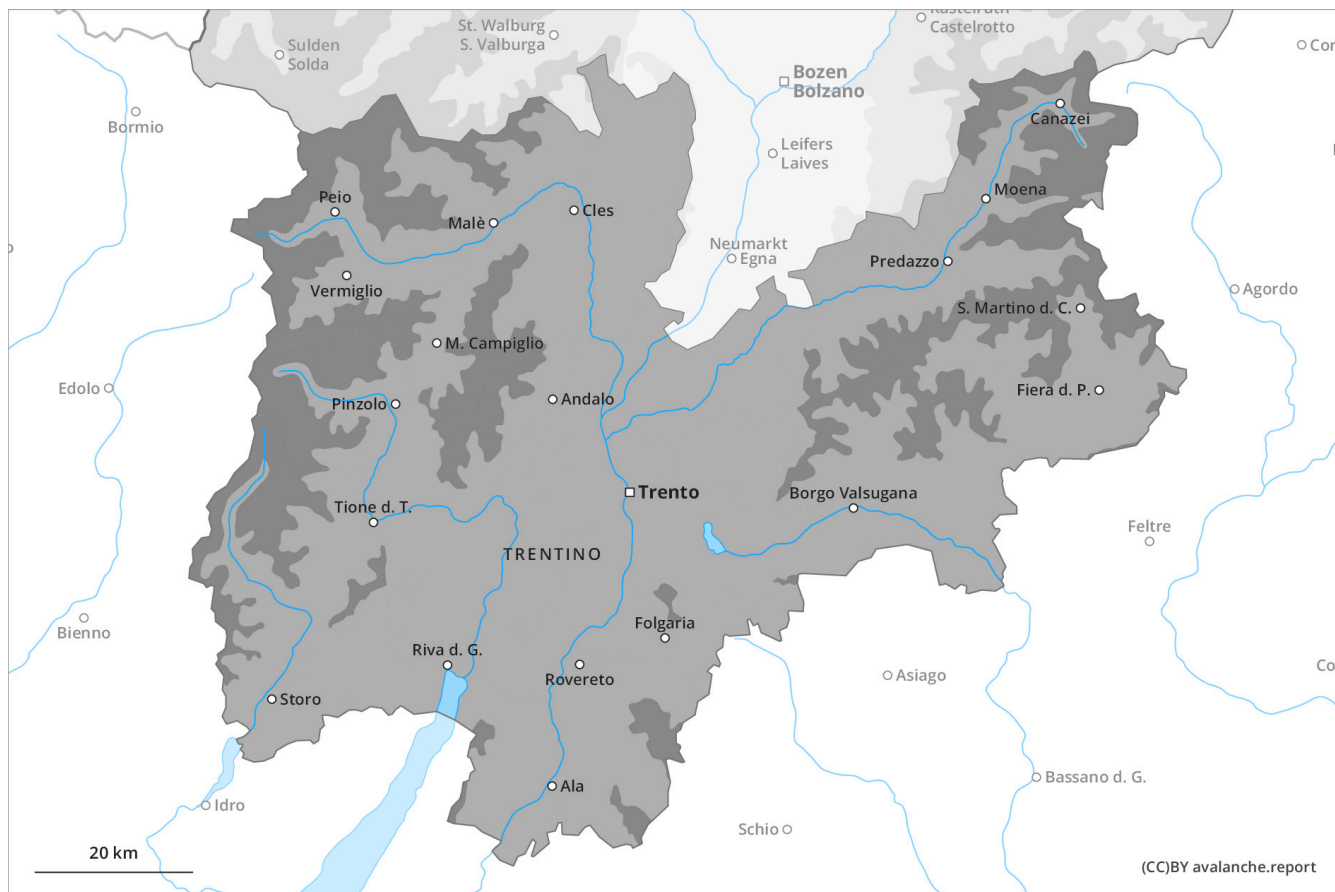 St. Walburg
S. Valburga
Castelrotto
Sulden
Solda
Bozen
Bolzano
Bormio
Canazei
Leifers
Laives
Moena
Peio
Malè
Cles
Neumarkt
Egna
Predazzo
Vermiglio
Agordo
S. Martino d. C.
M. Campiglio
Edolo
Pinzolo
Andalo
Fiera d. P.
Trento
Borgo Valsugana
Tione d. T.
Feltre
TRENTINO
Bienno
Folgaria
Riva d. G.
Rovereto
Asiago
Storo
Idro
Ala
Bassano d. G.
Schio
20 km
(CC)BY avalanche.report